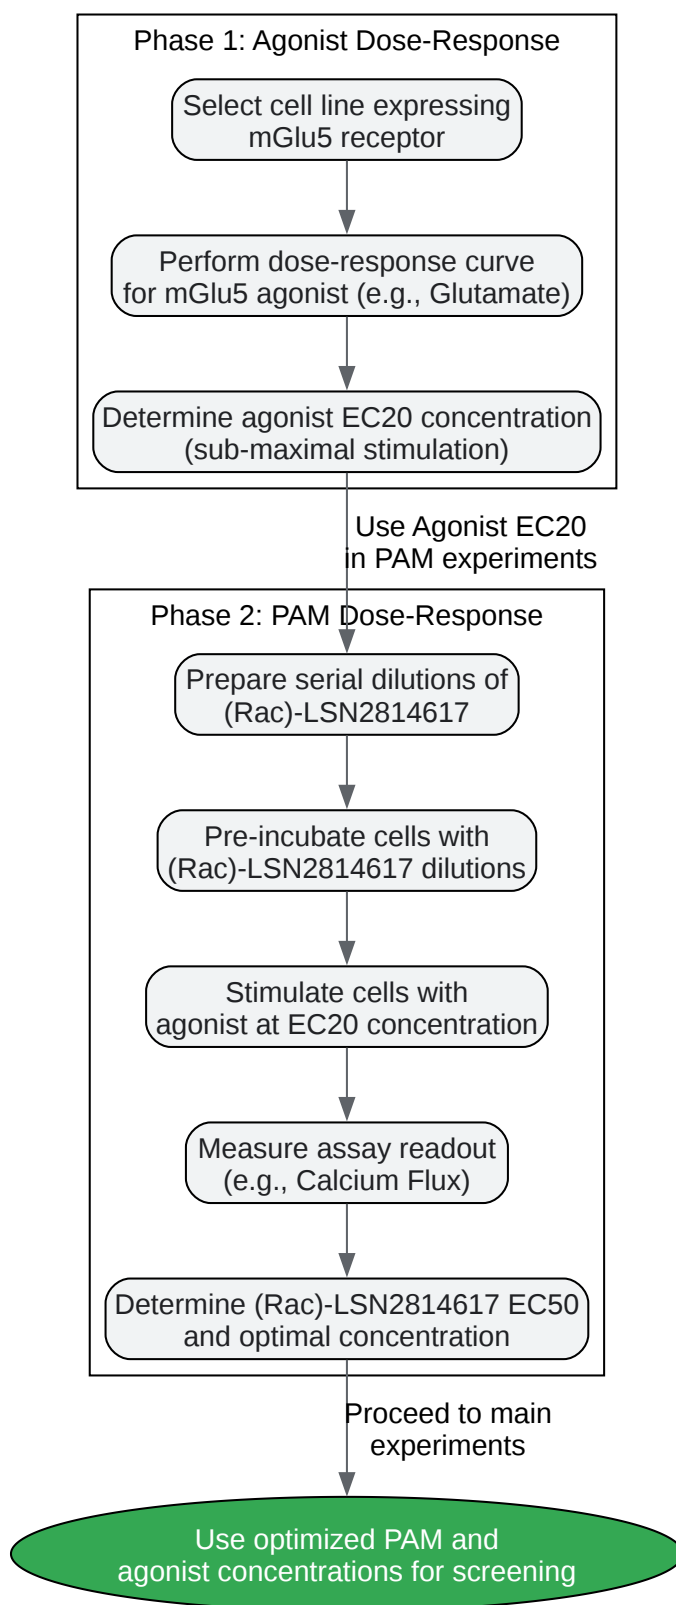 Phase 1: Agonist Dose-Response
Select cell line expressing
mGlu5 receptor
Perform dose-response curve
for mGlu5 agonist (e.g., Glutamate)
Determine agonist EC20 concentration
(sub-maximal stimulation)
Use Agonist EC20
in PAM experiments
Phase 2: PAM Dose-Response
Prepare serial dilutions of
(Rac)-LSN2814617
Pre-incubate cells with
(Rac)-LSN2814617 dilutions
Stimulate cells with
agonist at EC20 concentration
Measure assay readout
(e.g., Calcium Flux)
Determine (Rac)-LSN2814617 EC50
and optimal concentration
Proceed to main
experiments
Use optimized PAM and
agonist concentrations for screening